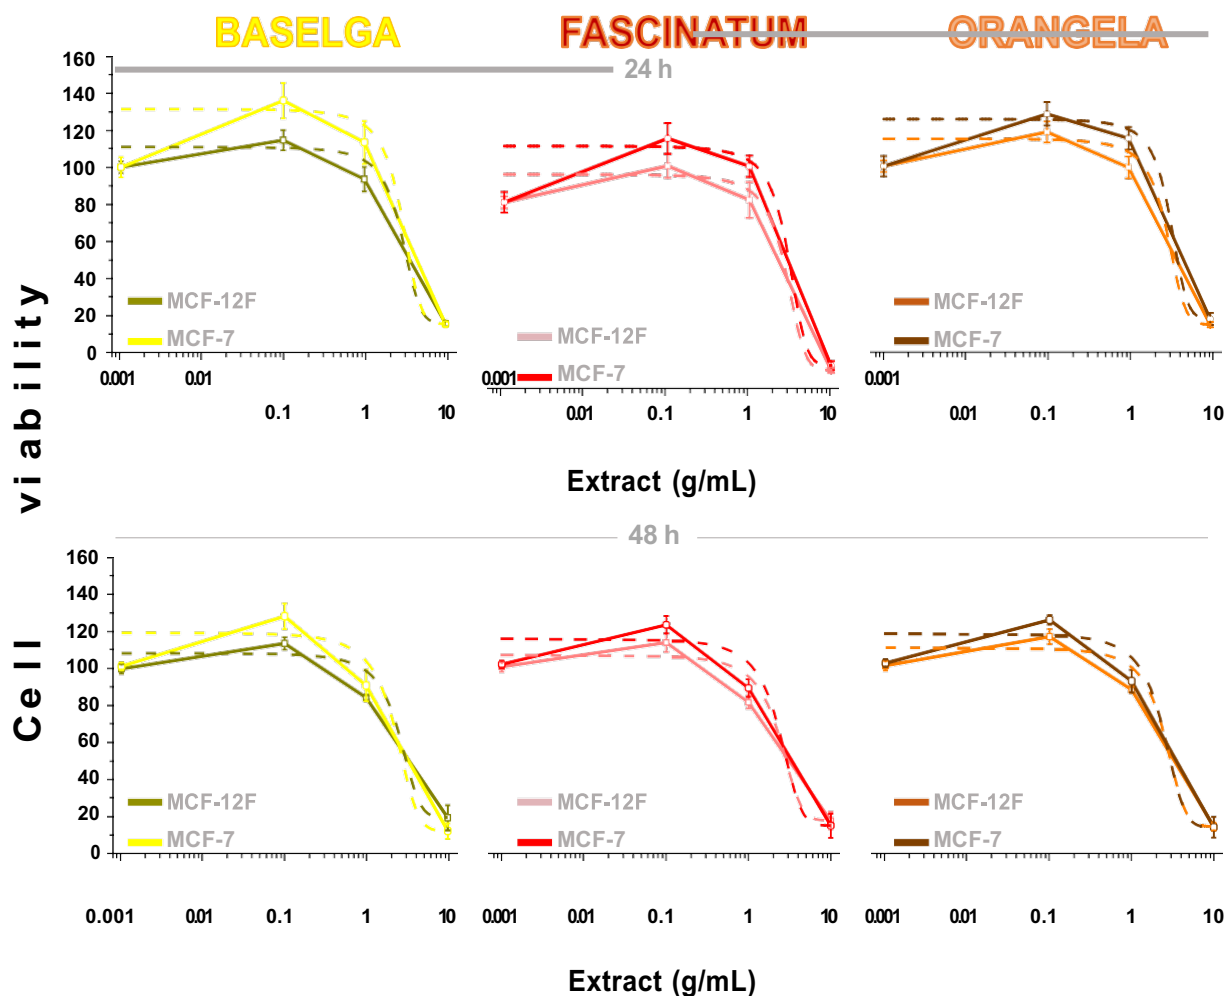 BASELGA FASCINATUM ORANGELA
24 h
160
140
120
100
80
60
40
20
0
MCF-12F
MCF-7
MCF-12F
MCF-7
MCF-12F
MCF-7
0.001 0.01 0.001 0.001
0.1 1 10 0.01 0.1 1 10 0.01 0.1 1 10
Extract (g/mL)
Cell viability
48 h
160
140
120
100
80
60
40
20
0
MCF-12F
MCF-7
MCF-12F
MCF-7
MCF-12F
MCF-7
0.001 0.01 0.1 1 10 0.001 0.01 0.1 1 10 0.001 0.01 0.1 1 10
Extract (g/mL)